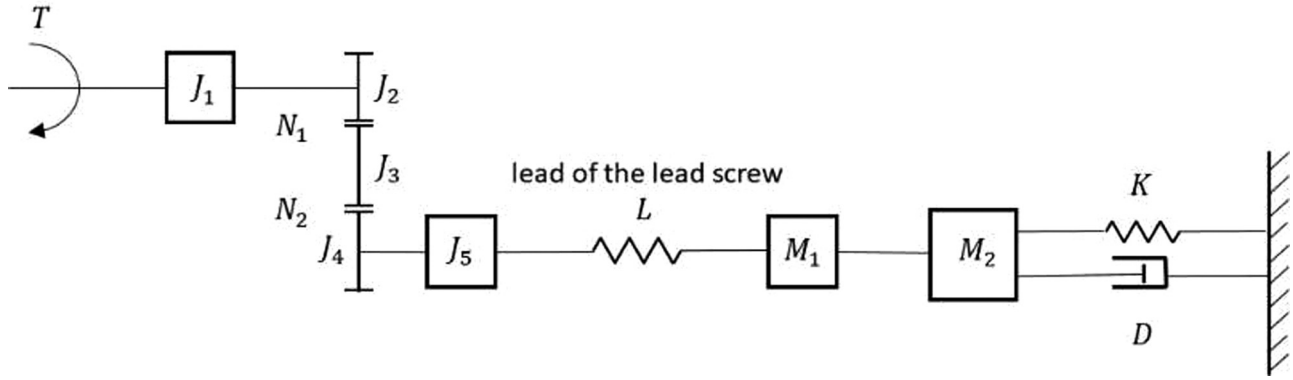 T
J₁
J₂
N₁
J₃
lead of the lead screw
K
N₂
L
J₄
J₅
M₁
M₂
D